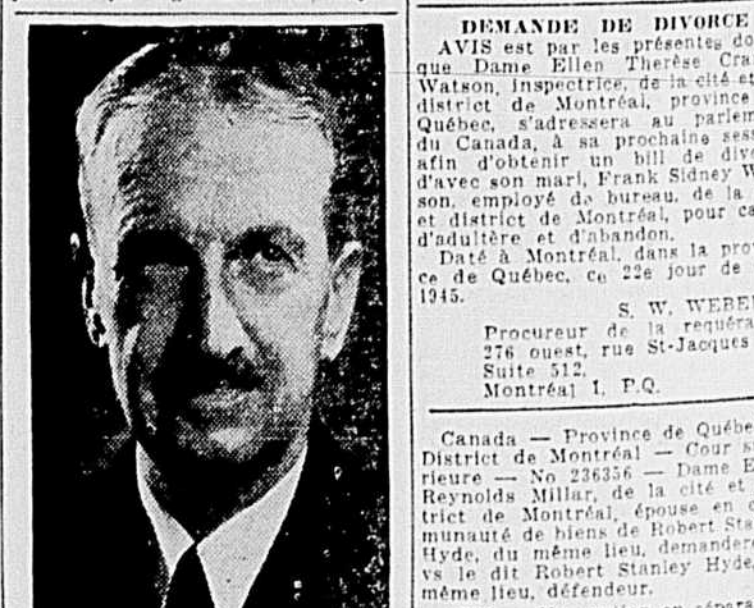 DEMANDE DE DIVORCE
AVIS est par les présentes do
que Dame Ellen Therèse Cra
Watson, inspectrice, de la cité et
district de Montréal, province
Québec, s'adressera au parlem
du Canada, à sa prochaine sess
afin d'obtenir un bill de dive
d'avec son mari, Frank Sidney W
son, employé de bureau, de la
et district de Montréal, pour ca
d'adultère et d'abandon.
Daté à Montréal, dans la prov
ce de Québec, ce 22e jour de
1945.
S. W. WEBE
Procureur de la requéra
276 ouest, rue St-Jacques
Suite 512,
Montréal 1, P.Q.
Canada — Province de Québe
District de Montréal — Cour s
rieure — No 236356 — Dame E
Reynolds Millar, de la cité et
trict de Montréal, épouse en c
munauté de biens de Robert Sta
Hyde, du même lieu, demandere
vs le dit Robert Stanley Hyde,
même lieu, défendeur.